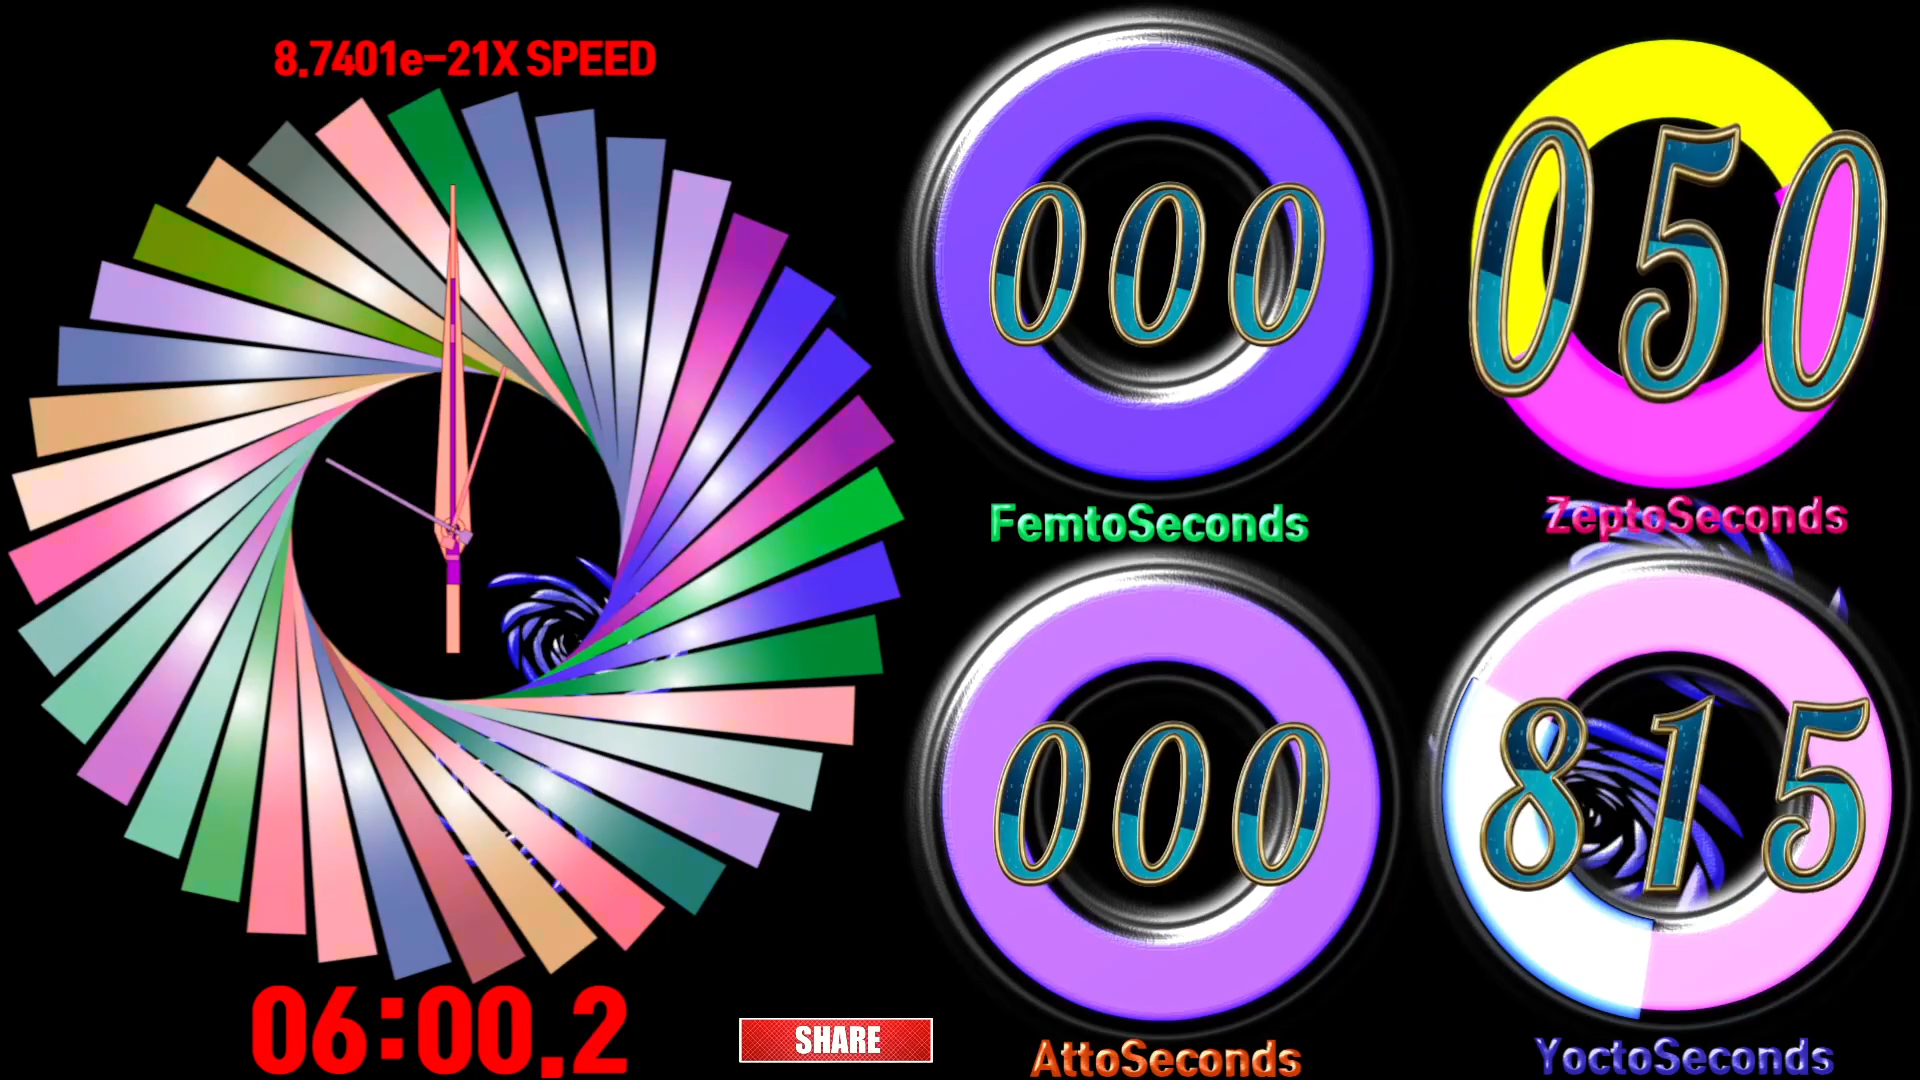 8.7401e-21X SPEED
000
FemtoSeconds
050
ZeptoSeconds
000
AttoSeconds
815
YoctoSeconds
06:00.2
SHARE